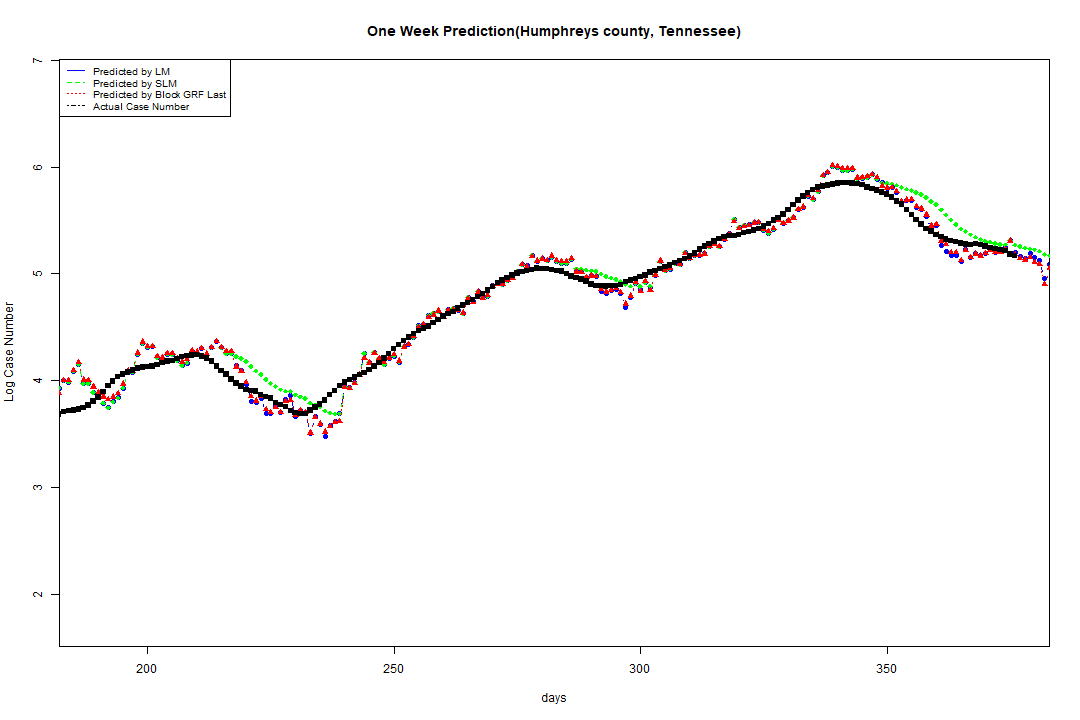 One Week Prediction(Humphreys county, Tennessee)
Predicted by LM
Predicted by SLM
Predicted by Block GRF Last
Actual Case Number
Log Case Number
7
6
5
4
3
2
200 250 300 350
days